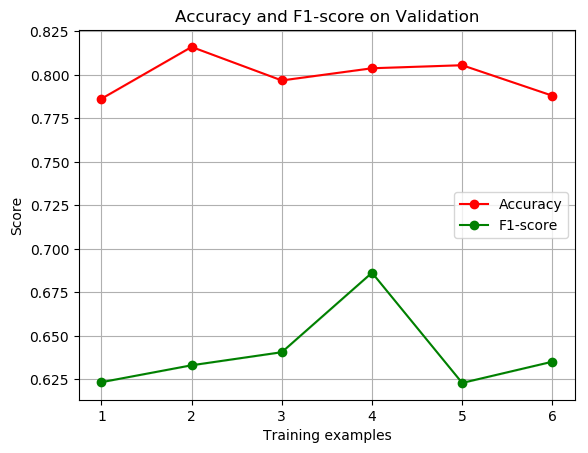 Accuracy and F1-score on Validation
0.825
0.800
0.775
0.750
0.725
0.700
0.675
0.650
0.625
Score
Accuracy
F1-score
1 2 3 4 5 6
Training examples